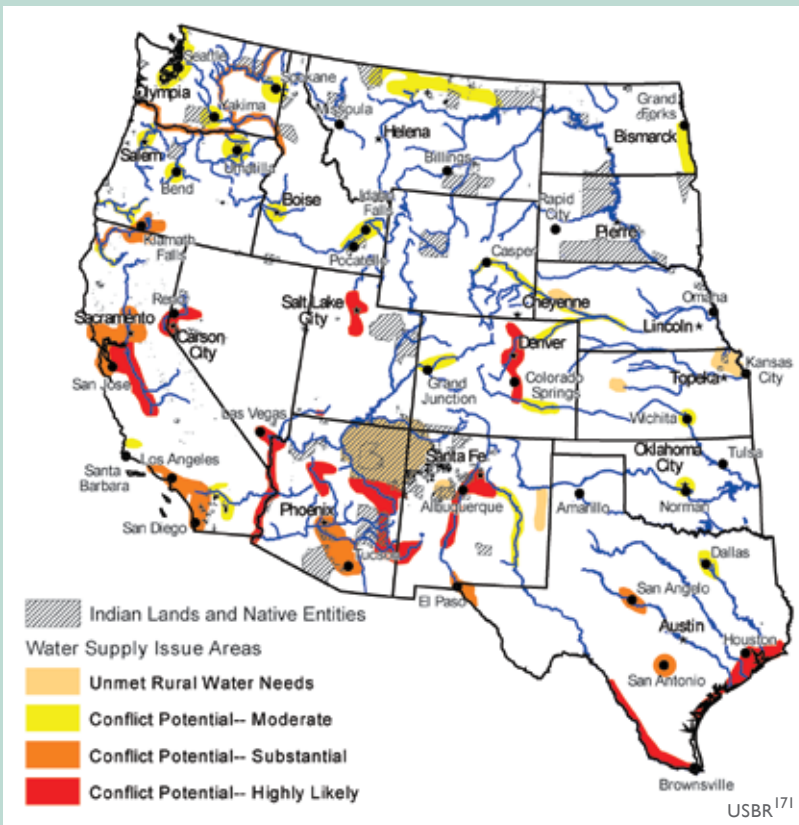 Seattle
Spokane
Olympia
Yakima
Missoula
Helena
Grand
Forks
Bismarck
Salem
Umatilla
Billings
Bend
Boise
Idaho
Falls
Rapid
City
Pierre
Klamath
Falls
Pocatello
Casper
Reno
Salt Lake
City
Cheyenne
Omaha
Sacramento
Carson
City
Lincoln
Denver
Kansas
City
San Jose
Grand
Junction
Colorado
Springs
Topeka
Las Vegas
Wichita
Santa Fe
Oklahoma
City
Tulsa
Los Angeles
Santa
Barbara
Phoenix
Albuquerque
Amarillo
Norman
San Diego
Tucson
Dallas
El Paso
San Angelo
Austin
Houston
San Antonio
Brownsville
Indian Lands and Native Entities
Water Supply Issue Areas
Unmet Rural Water Needs
Conflict Potential-- Moderate
Conflict Potential-- Substantial
Conflict Potential-- Highly Likely
USBR171